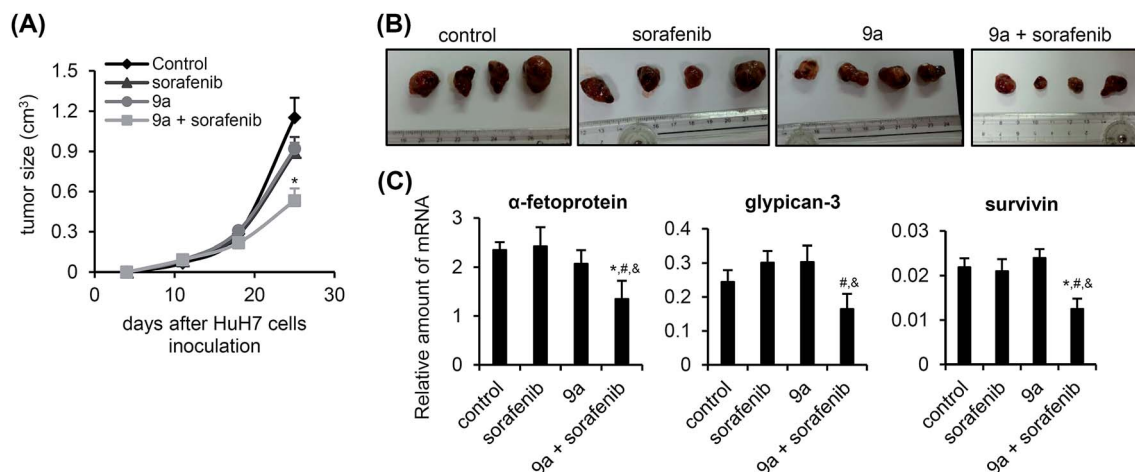 (A)
Control
sorafenib
9a
9a + sorafenib
1.5
1.2
0.9
0.6
0.3
0
tumor size (cm³)
*
0
10
20
30
days after HuH7 cells
inoculation
(B)
control
sorafenib
9a
9a + sorafenib
(C)
Relative amount of mRNA
α-fetoprotein
3
2
1
0
*,#,&
control
sorafenib
9a
9a + sorafenib
glypican-3
0.4
0.3
0.2
0.1
0
#,&
control
sorafenib
9a
9a + sorafenib
survivin
0.03
0.02
0.01
0
*,#,&
control
sorafenib
9a
9a + sorafenib